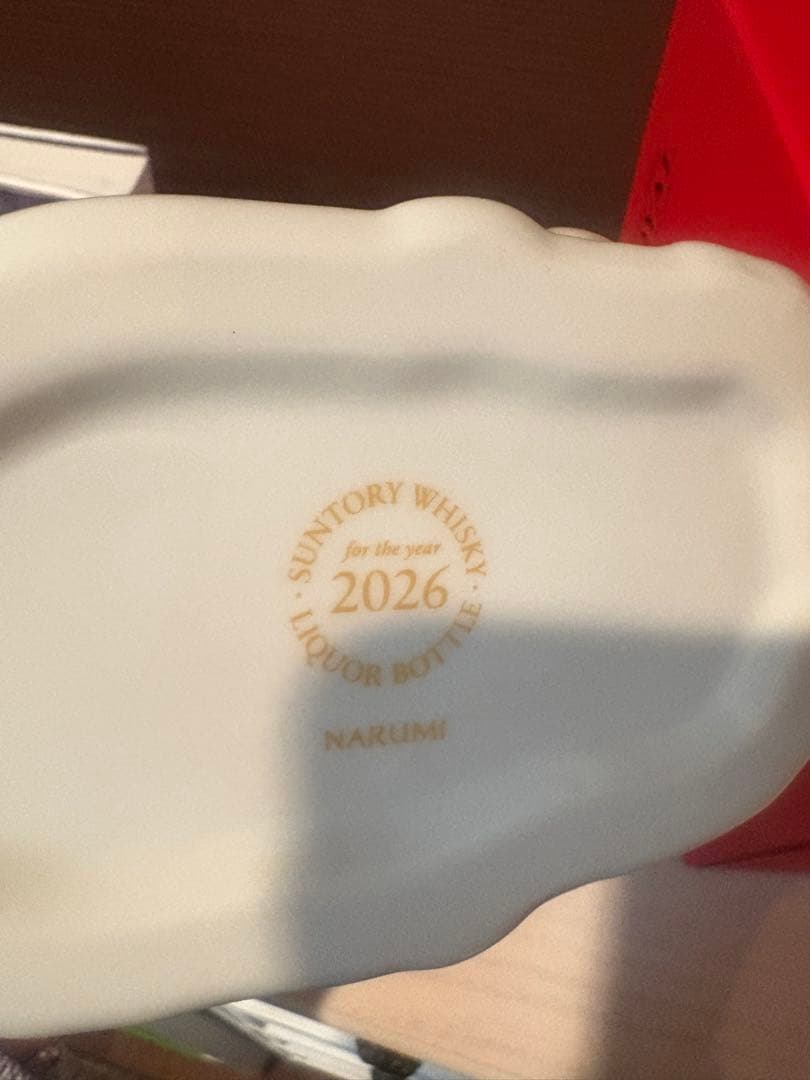 SUNTORY WHISKY
for the year
2026
LIQUOR BOTTLE
NARUMI